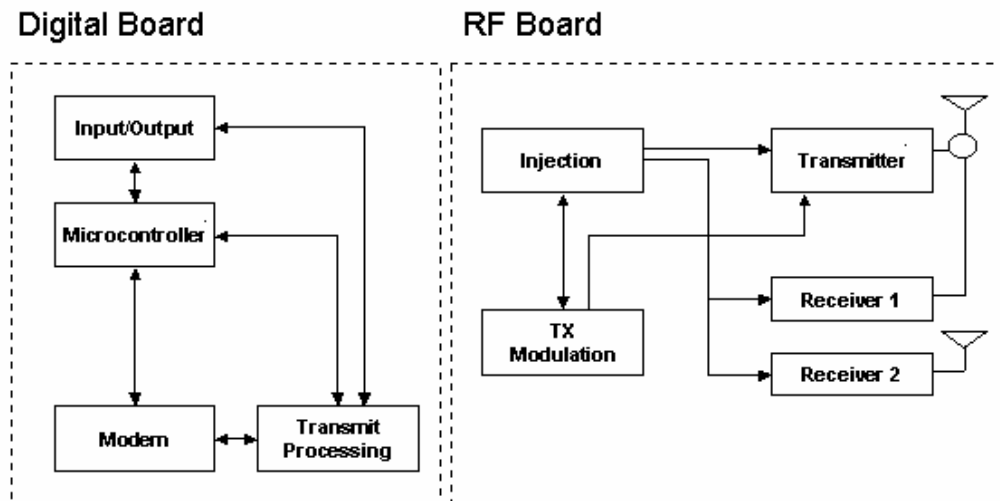 Digital Board
RF Board
Input/Output
Microcontroller
Modem
Transmit
Processing
Injection
Transmitter
TX
Modulation
Receiver 1
Receiver 2